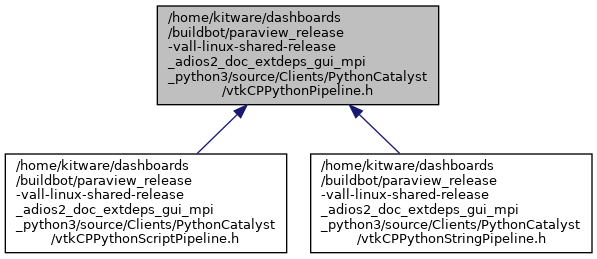 /home/kitware/dashboards
/buildbot/paraview_release
-vall-linux-shared-release
_adios2_doc_extdeps_gui_mpi
_python3/source/Clients/PythonCatalyst
/vtkCPPythonPipeline.h
/home/kitware/dashboards
/buildbot/paraview_release
-vall-linux-shared-release
_adios2_doc_extdeps_gui_mpi
_python3/source/Clients/PythonCatalyst
/vtkCPPythonScriptPipeline.h
/home/kitware/dashboards
/buildbot/paraview_release
-vall-linux-shared-release
_adios2_doc_extdeps_gui_mpi
_python3/source/Clients/PythonCatalyst
/vtkCPPythonStringPipeline.h